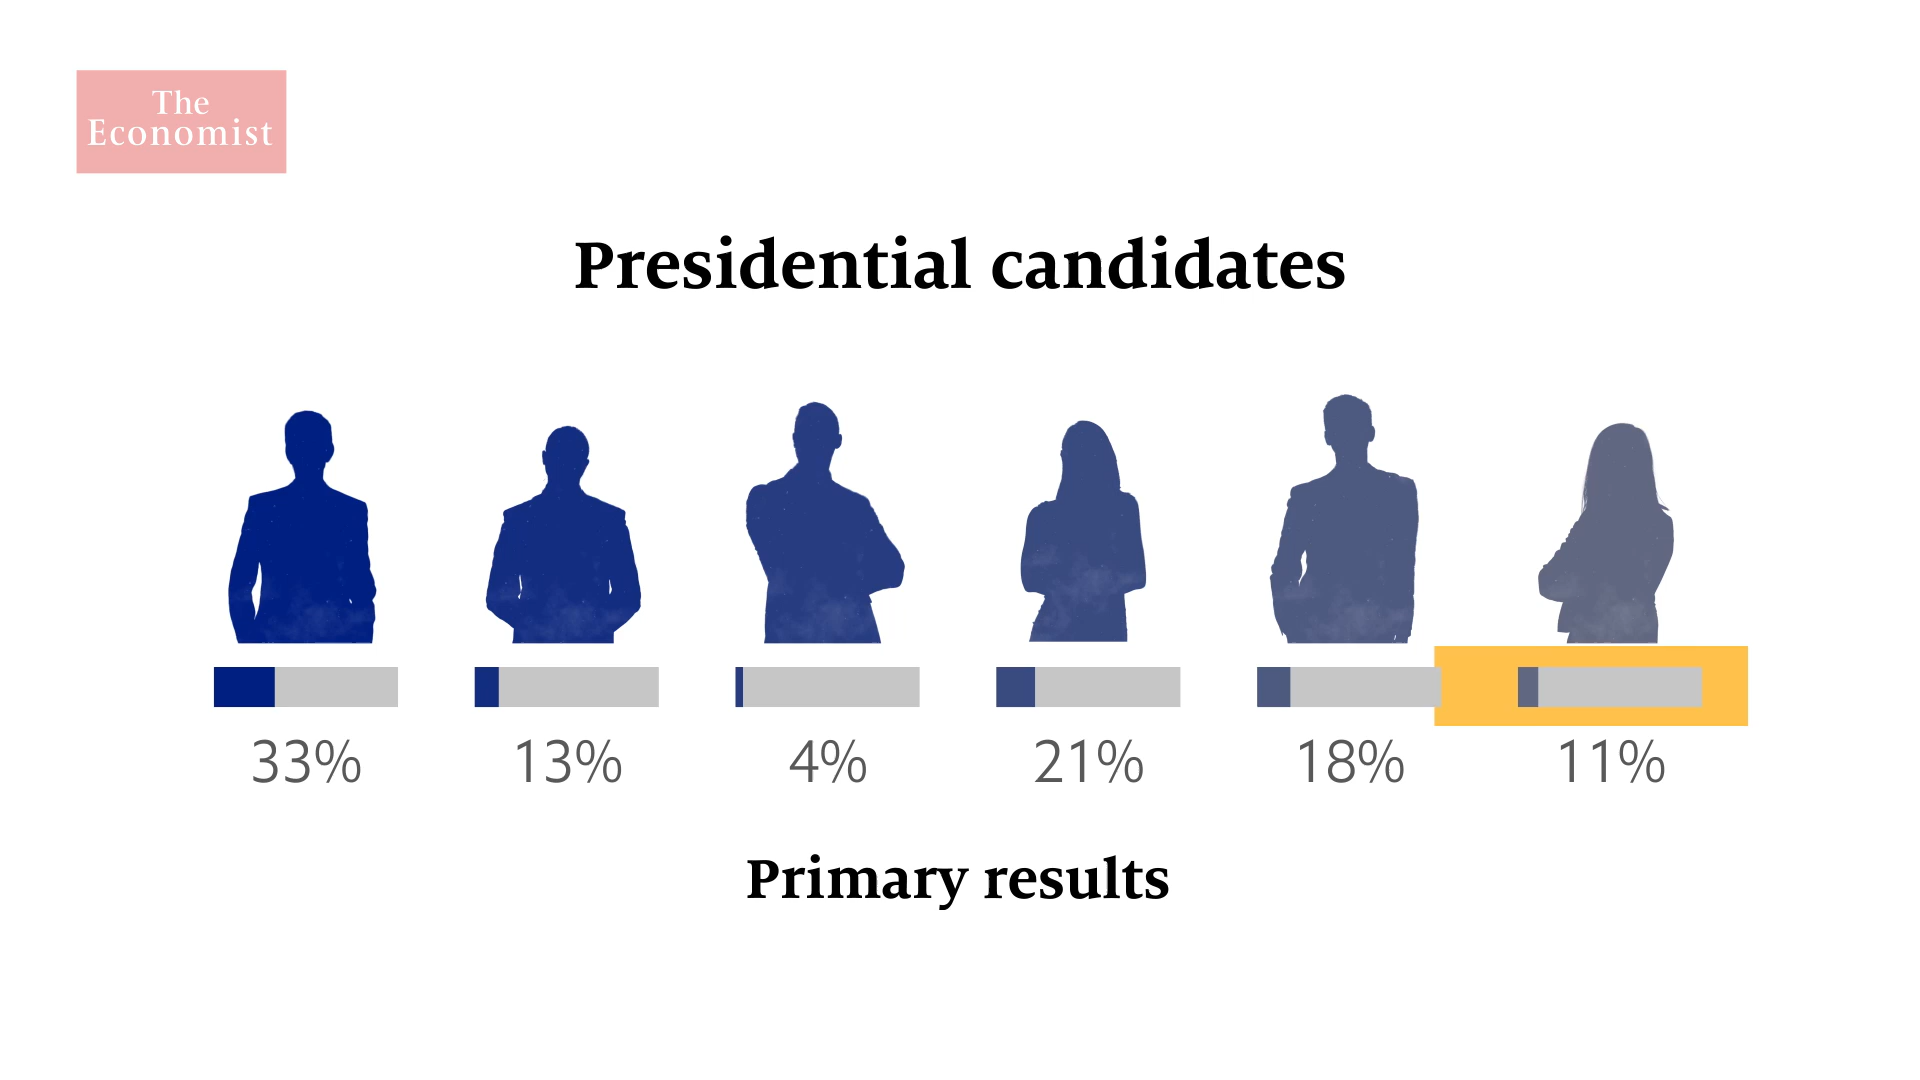 The
Economist
Presidential candidates
33% 13% 4% 21% 18% 11%
Primary results